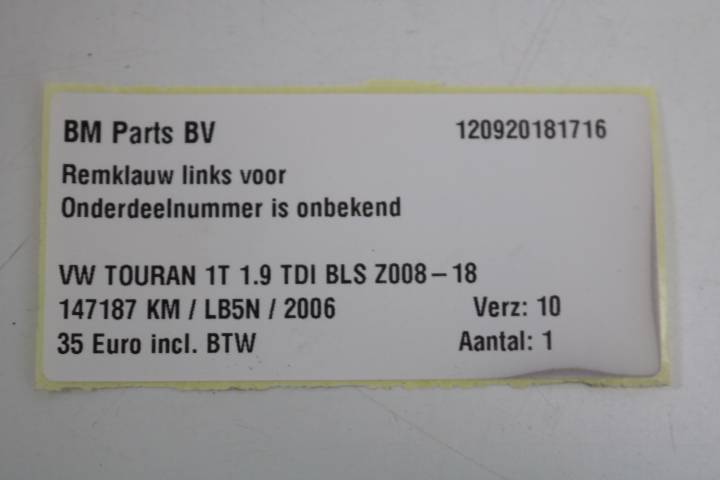 BM Parts BV 120920181716
Remklauw links voor
Onderdeelnummer is onbekend
VW TOURAN 1T 1.9 TDI BLS Z008-18
147187 KM / LB5N / 2006 Verz: 10
35 Euro incl. BTW Aantal: 1